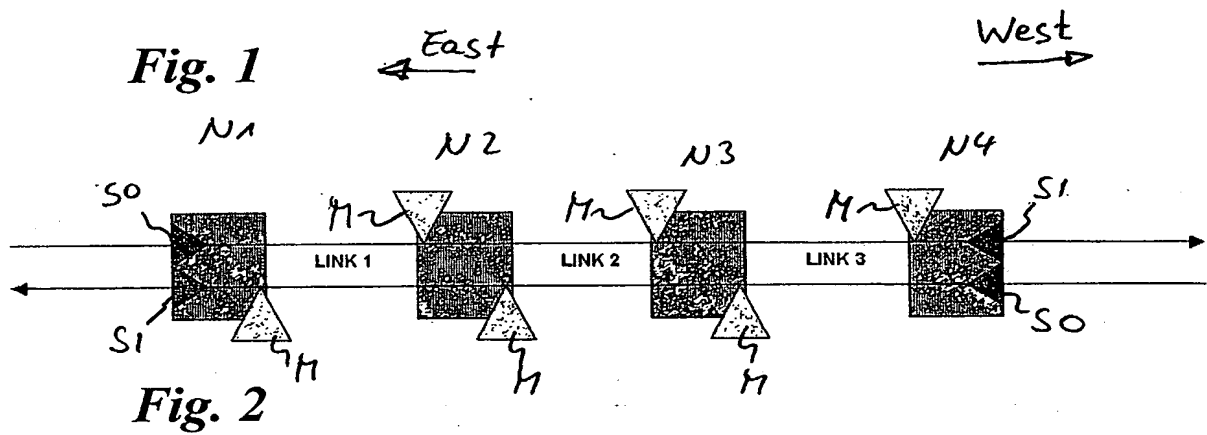 Fig. 1 East West
N1 N2 N3 N4
S0 M M M S1
LINK 1 LINK 2 LINK 3
S1 M M M S0
Fig. 2